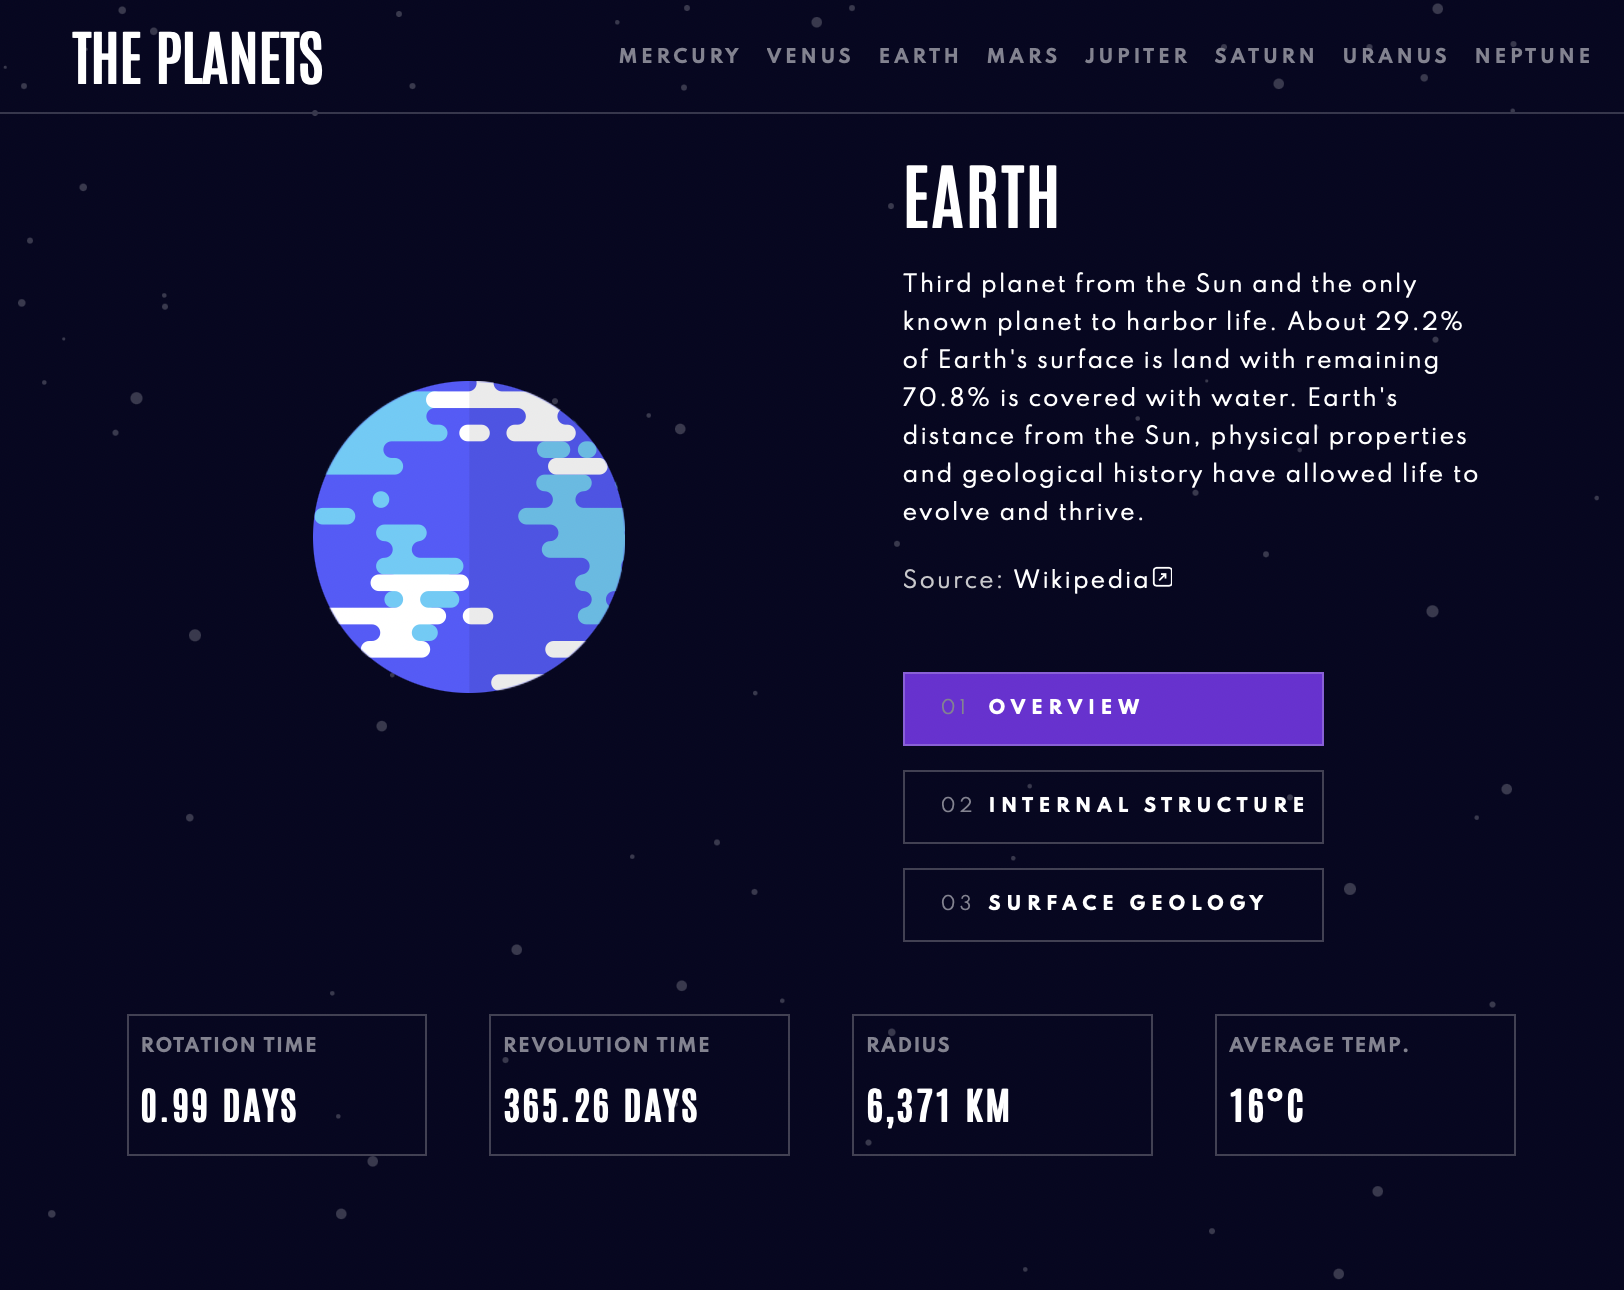 THE PLANETS
MERCURY VENUS EARTH MARS JUPITER SATURN URANUS NEPTUNE
EARTH
Third planet from the Sun and the only
known planet to harbor life. About 29.2%
of Earth's surface is land with remaining
70.8% is covered with water. Earth's
distance from the Sun, physical properties
and geological history have allowed life to
evolve and thrive.
Source: Wikipedia
01 OVERVIEW
02 INTERNAL STRUCTURE
03 SURFACE GEOLOGY
ROTATION TIME
0.99 DAYS
REVOLUTION TIME
365.26 DAYS
RADIUS
6,371 KM
AVERAGE TEMP.
16°C